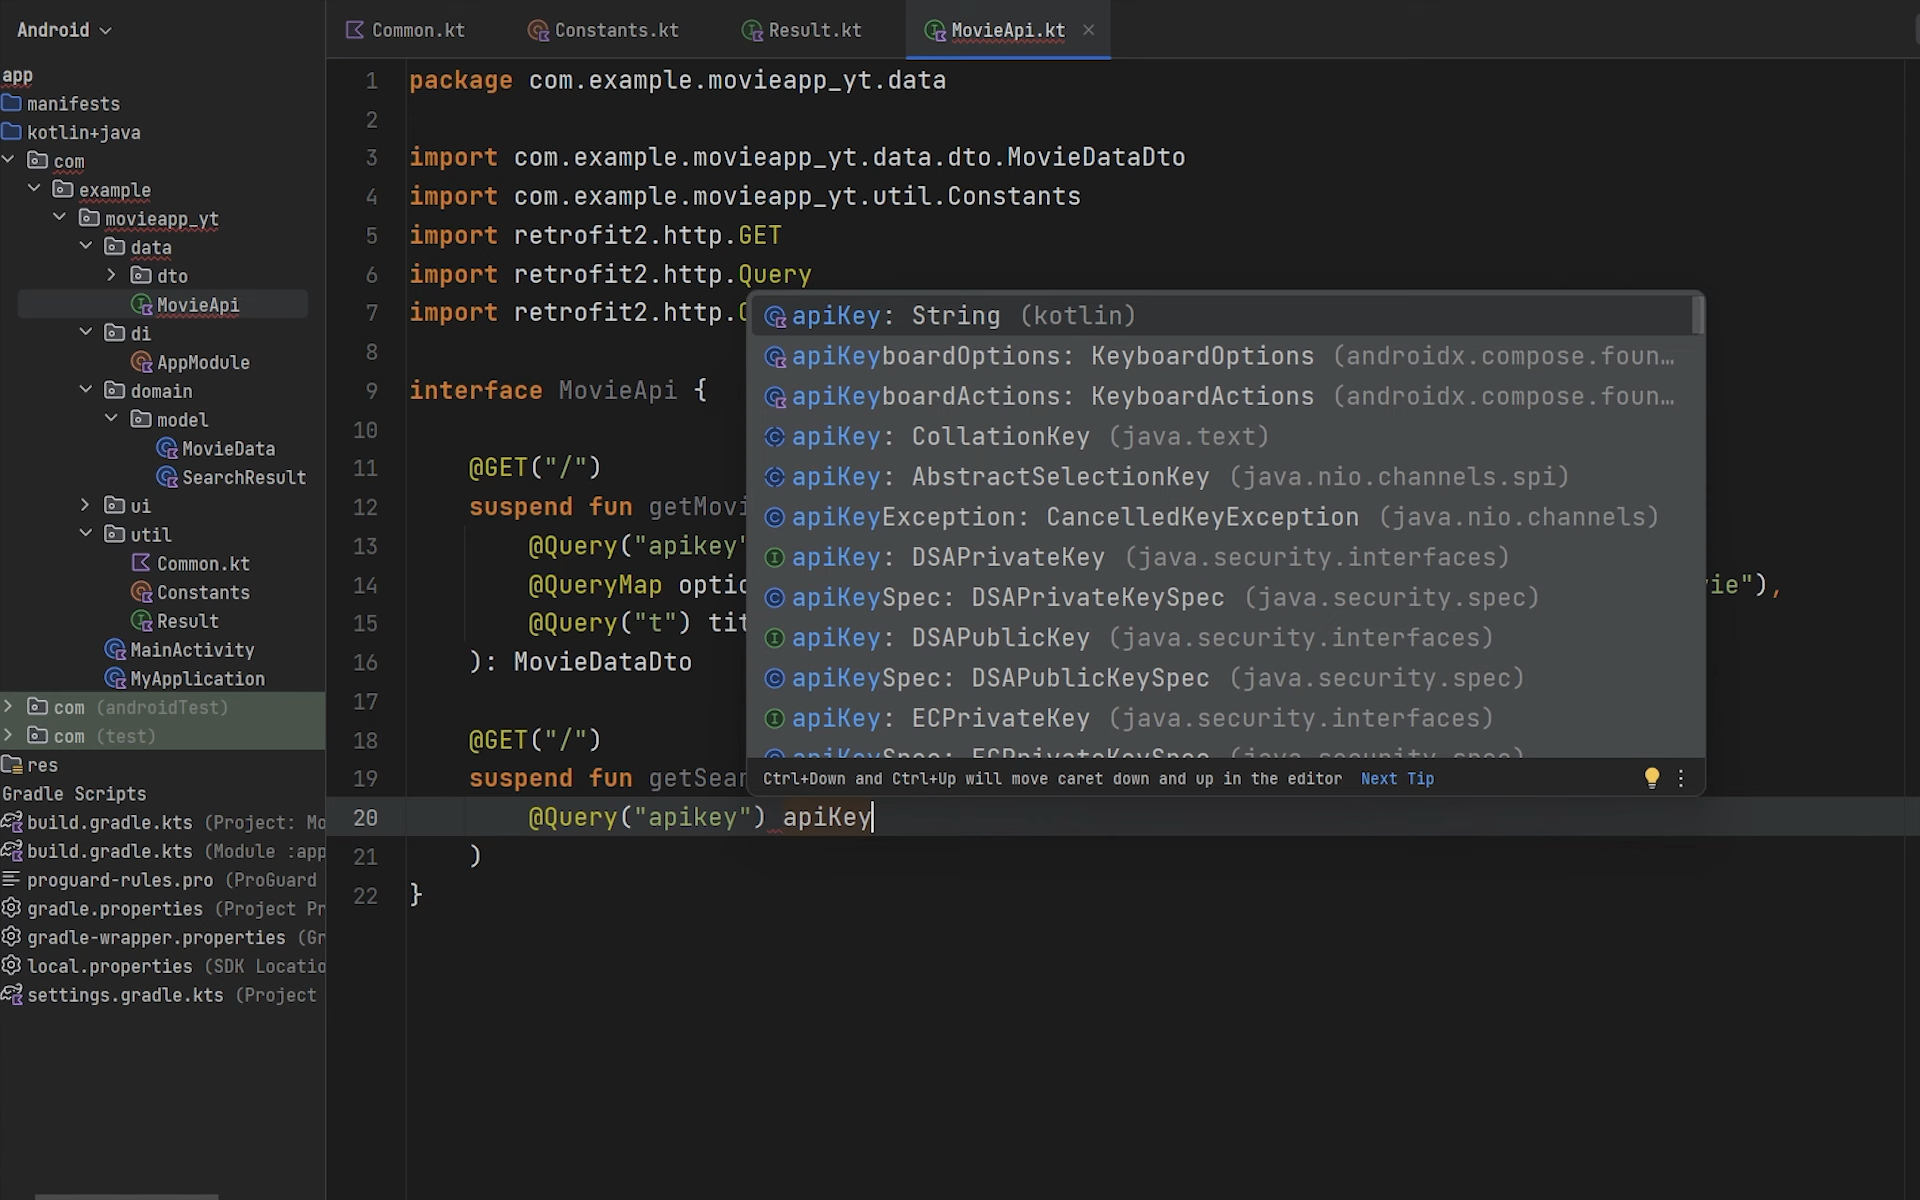 Android
Common.kt
Constants.kt
Result.kt
MovieApi.kt
app
manifests
kotlin+java
com
example
movieapp_yt
data
dto
MovieApi
di
AppModule
domain
model
MovieData
SearchResult
ui
util
Common.kt
Constants
Result
MainActivity
MyApplication
com (androidTest)
com (test)
res
Gradle Scripts
build.gradle.kts (Project: Mo
build.gradle.kts (Module :app
proguard-rules.pro (ProGuard
gradle.properties (Project Pr
gradle-wrapper.properties (Gr
local.properties (SDK Locatio
settings.gradle.kts (Project
1 package com.example.movieapp_yt.data
2
3 import com.example.movieapp_yt.data.dto.MovieDataDto
4 import com.example.movieapp_yt.util.Constants
5 import retrofit2.http.GET
6 import retrofit2.http.Query
7 import retrofit2.http.
8
9 interface MovieApi {
10
11 @GET("/")
12 suspend fun getMovi
13 @Query("apikey"
14 @QueryMap optio vie"),
15 @Query("t") tit
16 ): MovieDataDto
17
18 @GET("/")
19 suspend fun getSear
20 @Query("apikey") apiKey
21 )
22 }
apiKey: String (kotlin)
apiKeyboardOptions: KeyboardOptions (androidx.compose.foun…
apiKeyboardActions: KeyboardActions (androidx.compose.foun…
apiKey: CollationKey (java.text)
apiKey: AbstractSelectionKey (java.nio.channels.spi)
apiKeyException: CancelledKeyException (java.nio.channels)
apiKey: DSAPrivateKey (java.security.interfaces)
apiKeySpec: DSAPrivateKeySpec (java.security.spec)
apiKey: DSAPublicKey (java.security.interfaces)
apiKeySpec: DSAPublicKeySpec (java.security.spec)
apiKey: ECPrivateKey (java.security.interfaces)
apiKeySpec: ECPrivateKeySpec (java.security.spec)
Ctrl+Down and Ctrl+Up will move caret down and up in the editor Next Tip